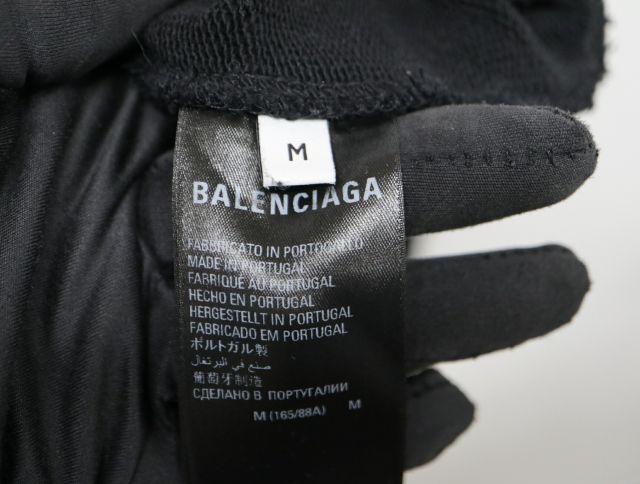 M
BALENCIAGA
FABBRICATO IN PORTOGALLO
MADE IN PORTUGAL
FABRIQUÉ AU PORTUGAL
HECHO EN PORTUGAL
HERGESTELLT IN PORTUGAL
FABRICADO EM PORTUGAL
ポルトガル製
صنع في البرتغال
葡萄牙制造
СДЕЛАНО В ПОРТУГАЛИИ
M (165/88A) M